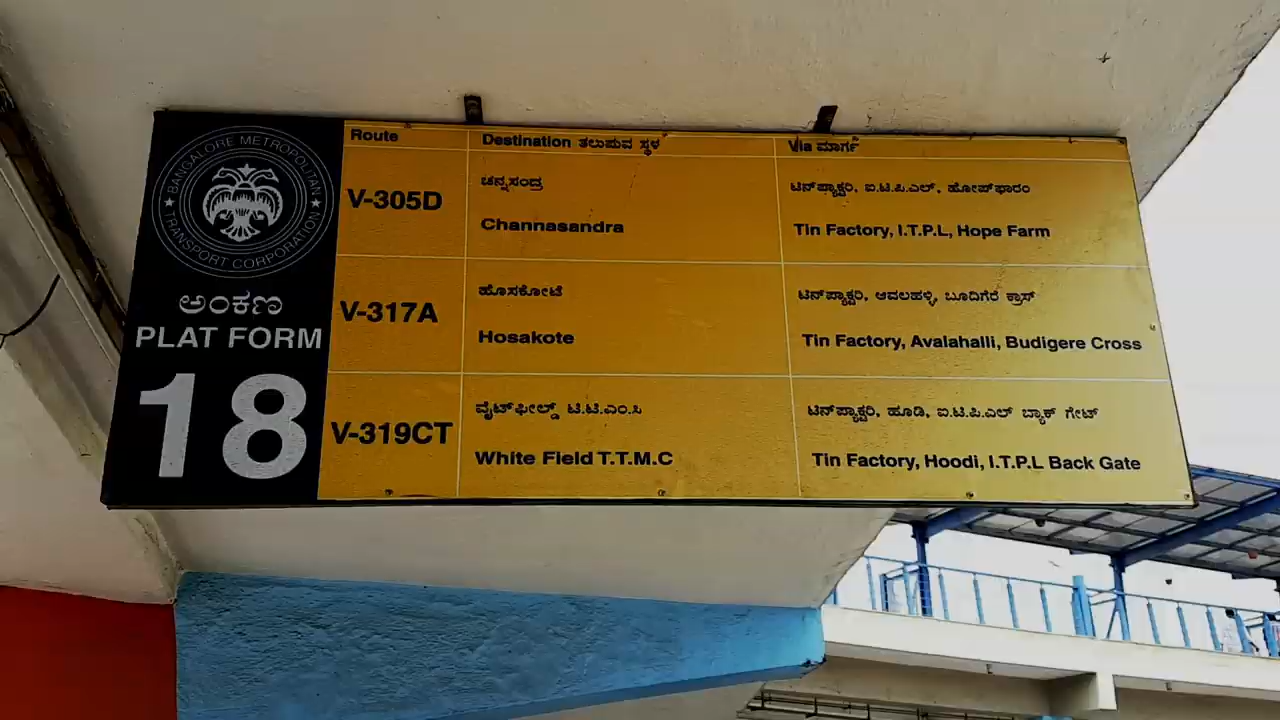 BANGALORE METROPOLITAN
TRANSPORT CORPORATION
ಅಂಕಣ
PLAT FORM
18
Route Destination ತಲುಪುವ ಸ್ಥಳ Via ಮಾರ್ಗ
V-305D
ಚನ್ನಸಂದ್ರ ಟಿನ್‌ಫ್ಯಾಕ್ಟರಿ, ಐ.ಟಿ.ಪಿ.ಎಲ್, ಹೋಪ್‌ಫಾರಂ
Channasandra Tin Factory, I.T.P.L, Hope Farm
V-317A
ಹೊಸಕೋಟೆ ಟಿನ್‌ಫ್ಯಾಕ್ಟರಿ, ಆವಲಹಳ್ಳಿ, ಬೂದಿಗೆರೆ ಕ್ರಾಸ್
Hosakote Tin Factory, Avalahalli, Budigere Cross
V-319CT
ವೈಟ್‌ಫೀಲ್ಡ್ ಟಿ.ಟಿ.ಎಂ.ಸಿ ಟಿನ್‌ಫ್ಯಾಕ್ಟರಿ, ಹೂಡಿ, ಐ.ಟಿ.ಪಿ.ಎಲ್ ಬ್ಯಾಕ್ ಗೇಟ್
White Field T.T.M.C Tin Factory, Hoodi, I.T.P.L Back Gate